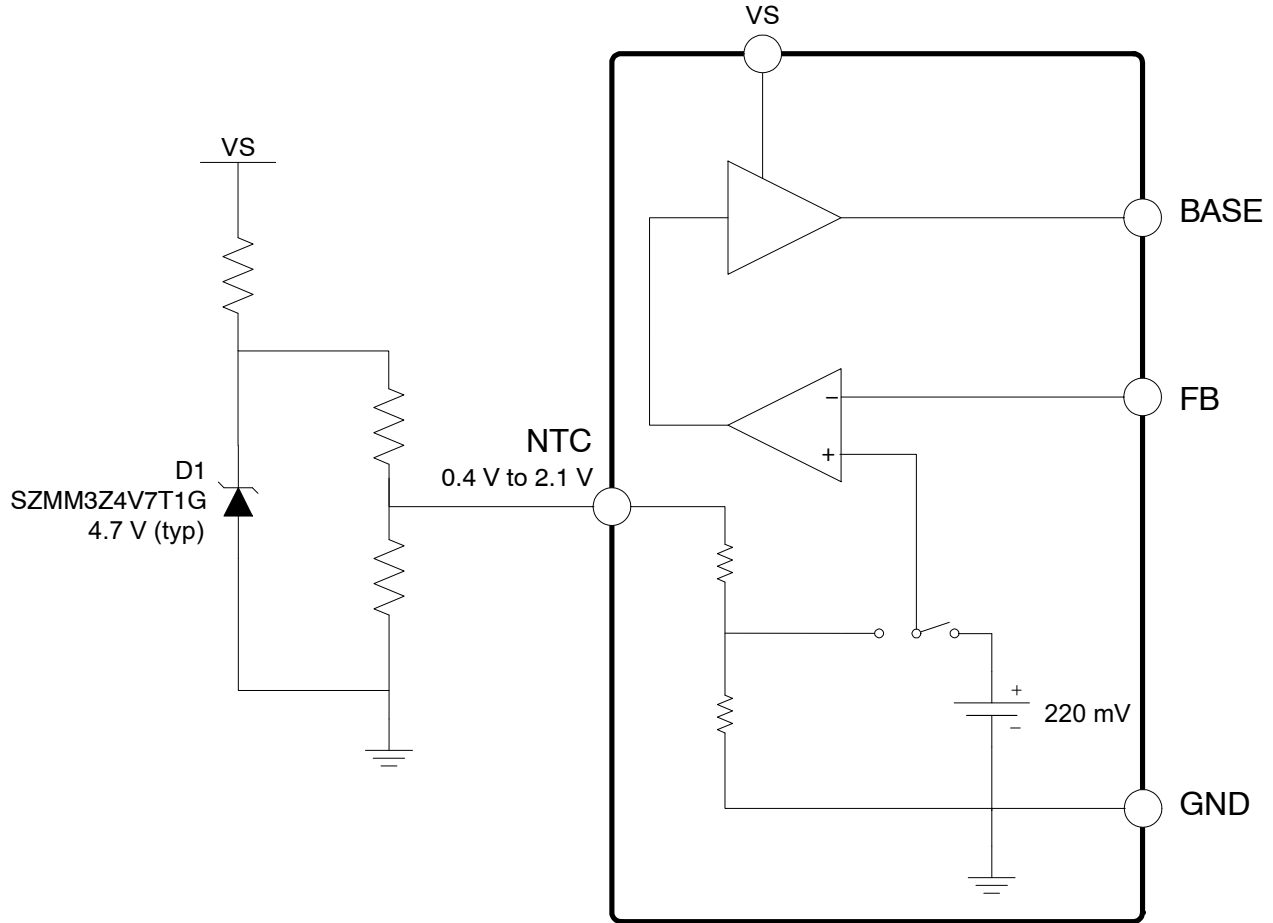 VS
VS
BASE
FB
NTC
0.4 V to 2.1 V
D1
SZMM3Z4V7T1G
4.7 V (typ)
−
+
+
220 mV
−
GND